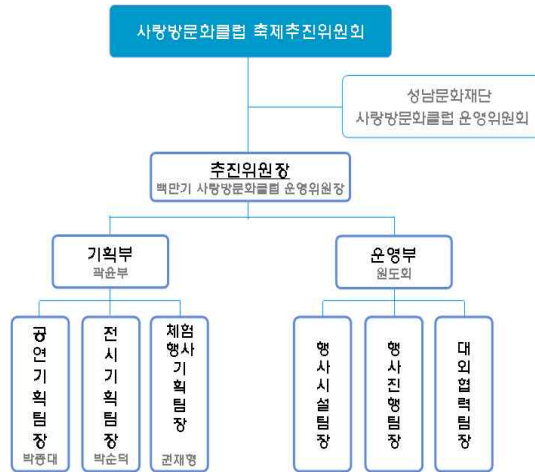 사랑방문화클럽 축제추진위원회
성남문화재단
사랑방문화클럽 운영위원회
추진위원장
백만기 사랑방문화클럽 운영위원장
기획부
곽윤부
운영부
원도회
공연기획팀장
박종대
전시기획팀장
박순덕
체험행사기획팀장
권재형
행사시설팀장
행사진행팀장
대외협력팀장